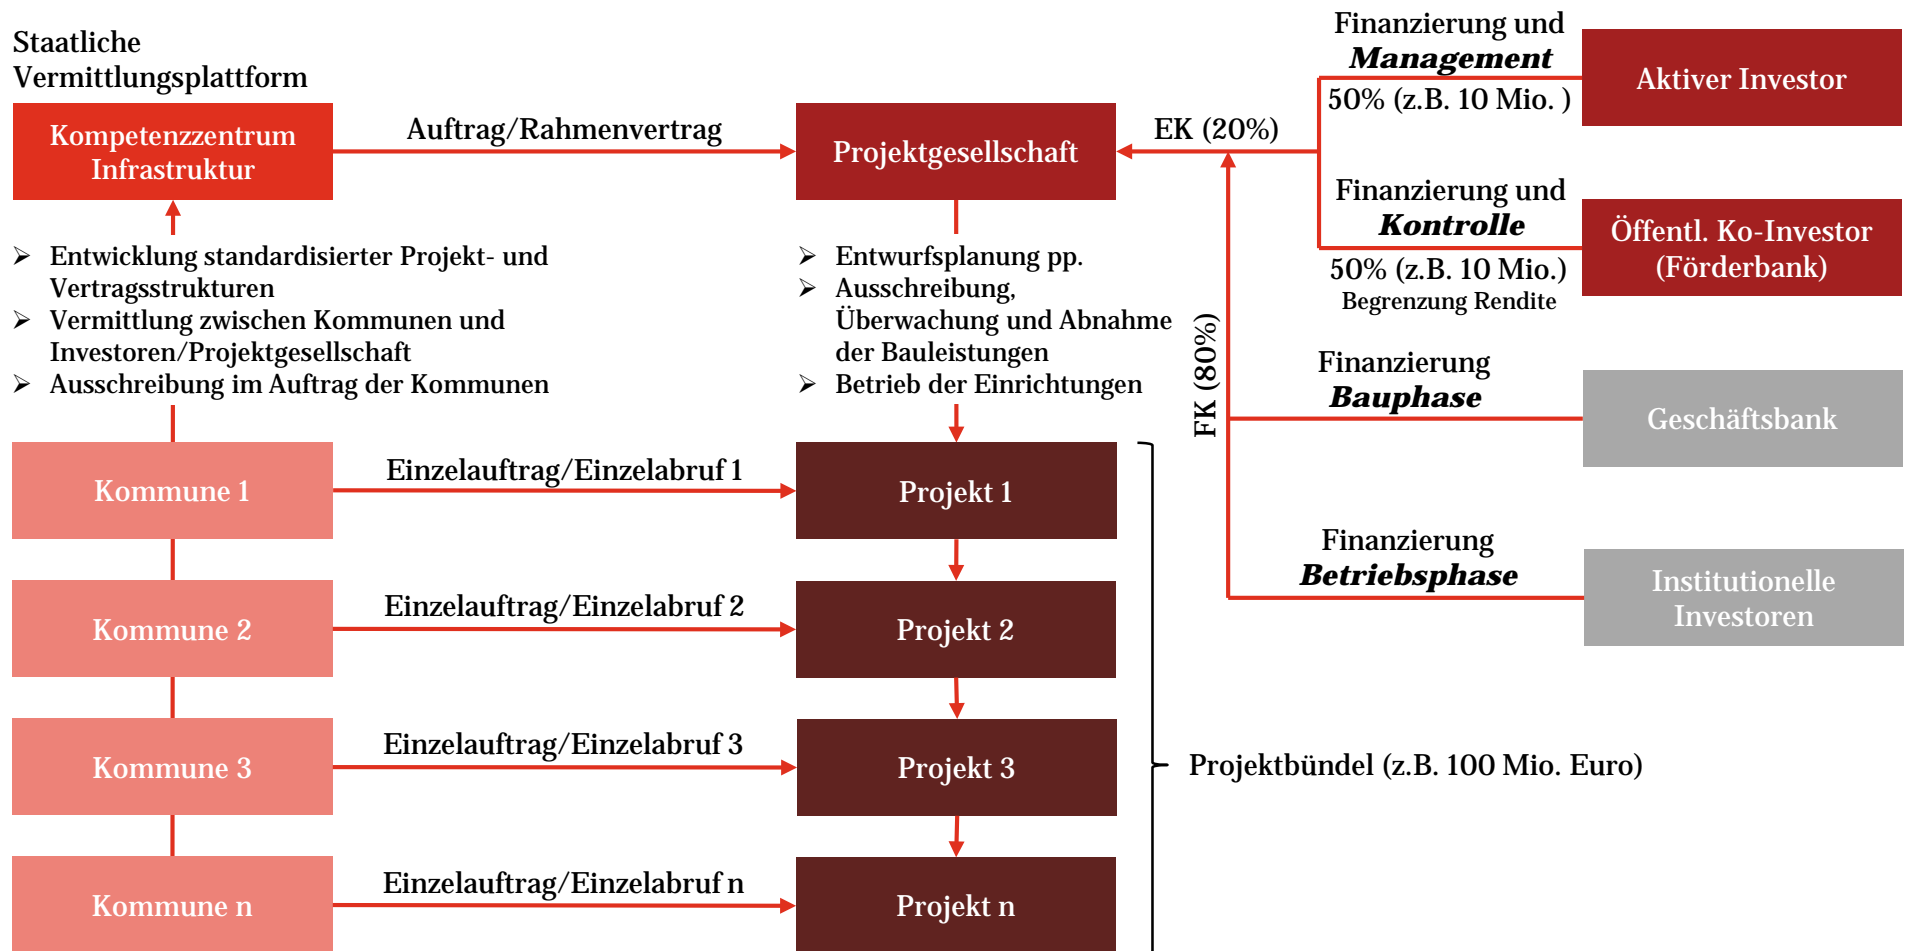 Staatliche
Vermittlungsplattform
Kompetenzzentrum
Infrastruktur
Auftrag/Rahmenvertrag
Projektgesellschaft
EK (20%)
Finanzierung und
Management
50% (z.B. 10 Mio. )
Aktiver Investor
Finanzierung und
Kontrolle
50% (z.B. 10 Mio.)
Begrenzung Rendite
Öffentl. Ko-Investor
(Förderbank)
➢ Entwicklung standardisierter Projekt- und
Vertragsstrukturen
➢ Vermittlung zwischen Kommunen und
Investoren/Projektgesellschaft
➢ Ausschreibung im Auftrag der Kommunen
➢ Entwurfsplanung pp.
➢ Ausschreibung,
Überwachung und Abnahme
der Bauleistungen
➢ Betrieb der Einrichtungen
FK (80%)
Finanzierung
Bauphase
Geschäftsbank
Finanzierung
Betriebsphase
Institutionelle
Investoren
Kommune 1
Einzelauftrag/Einzelabruf 1
Projekt 1
Kommune 2
Einzelauftrag/Einzelabruf 2
Projekt 2
Kommune 3
Einzelauftrag/Einzelabruf 3
Projekt 3
Projektbündel (z.B. 100 Mio. Euro)
Kommune n
Einzelauftrag/Einzelabruf n
Projekt n